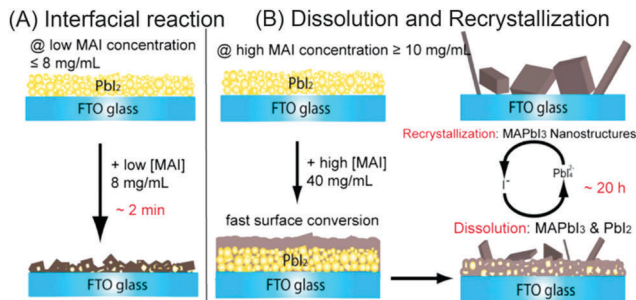 (A) Interfacial reaction
@ low MAI concentration
≤ 8 mg/mL
PbI₂
FTO glass
+ low [MAI]
8 mg/mL
~ 2 min
FTO glass
(B) Dissolution and Recrystallization
@ high MAI concentration ≥ 10 mg/mL
PbI₂
FTO glass
+ high [MAI]
40 mg/mL
fast surface conversion
PbI₂
FTO glass
FTO glass
Recrystallization: MAPbI₃ Nanostructures
I⁻
PbI₄²⁻
~ 20 h
Dissolution: MAPbI₃ & PbI₂
FTO glass